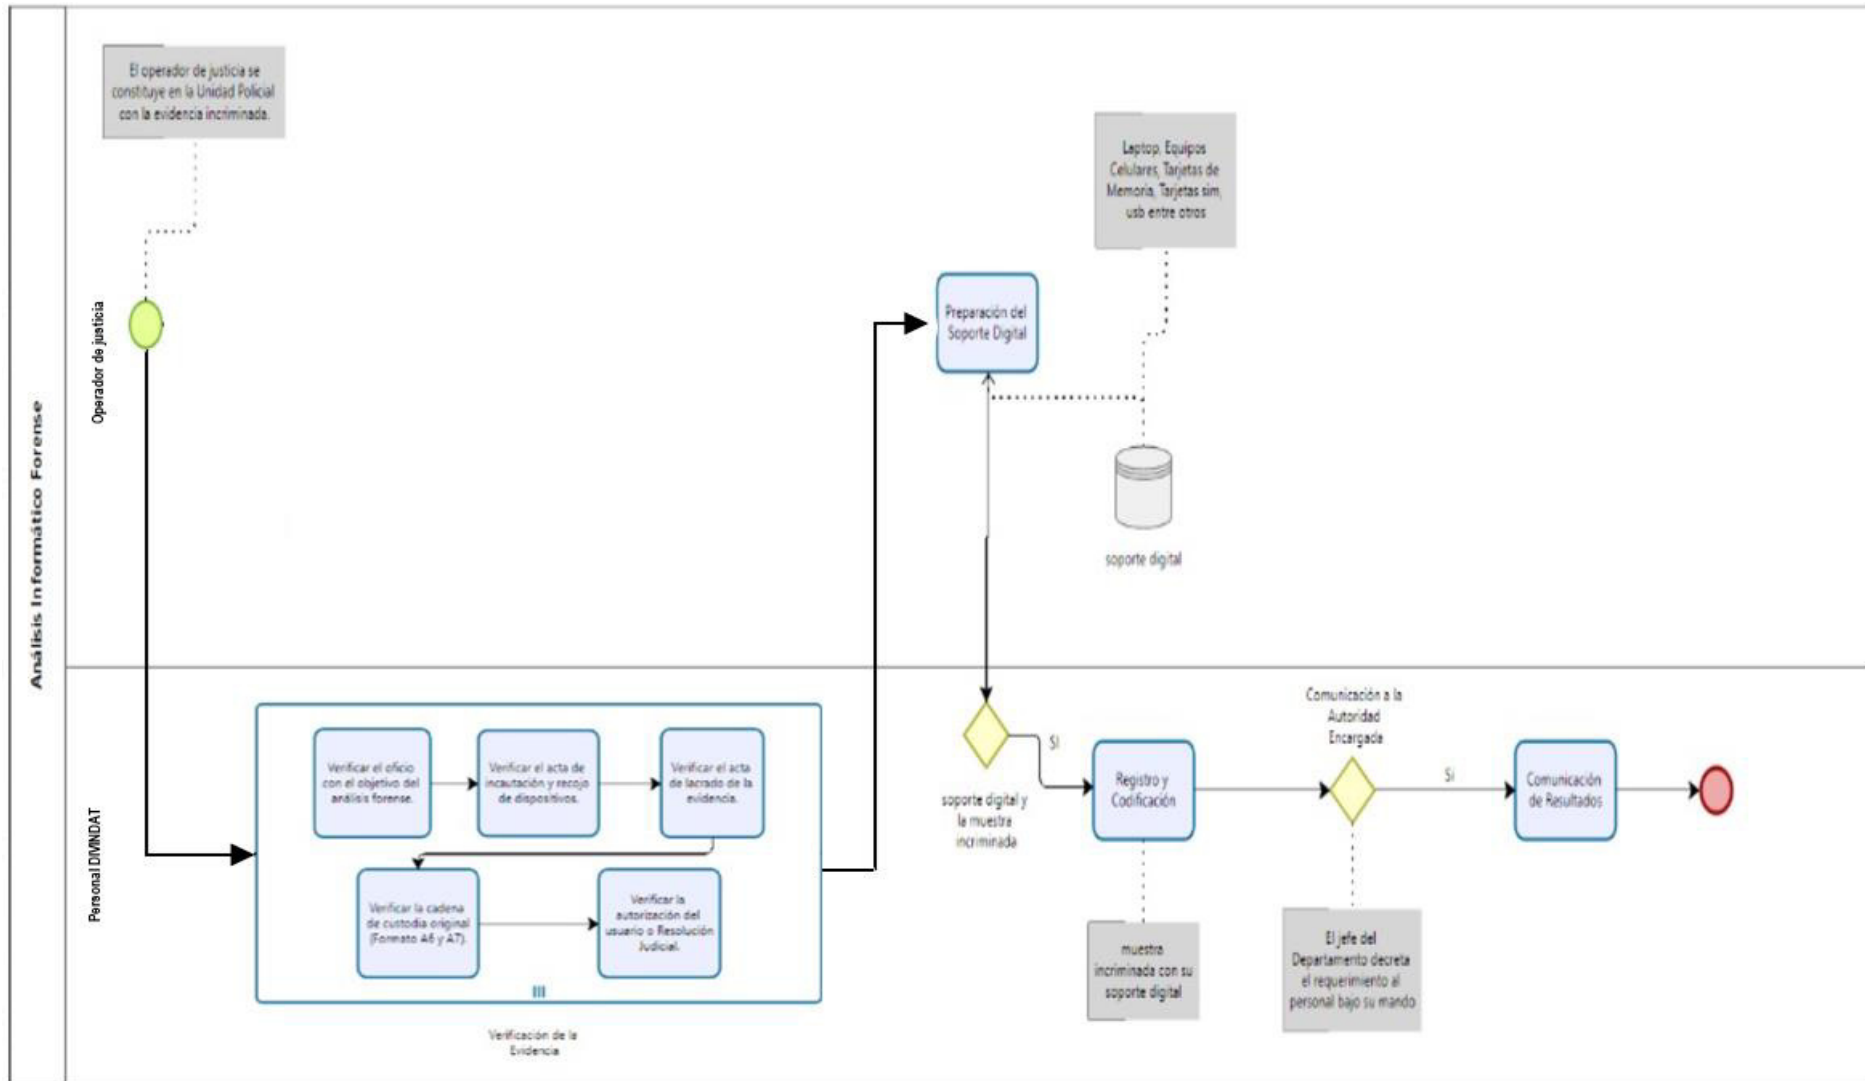 Análisis Informático Forense
Operador de justicia
El operador de justicia se
constituye en la Unidad Policial
con la evidencia incriminada.
Laptop, Equipos
Celulares, Tarjetas de
Memoria, Tarjetas sim,
usb entre otros
Preparación del
Soporte Digital
soporte digital
Personal DIVINDAT
Verificar el oficio
con el objetivo del
análisis forense.
Verificar el acta de
incautación y recojo
de dispositivos.
Verificar el acta
de lacrado de la
evidencia.
Verificar la cadena
de custodia original
(Formato A6 y A7).
Verificar la
autorización del
usuario o Resolución
Judicial.
Verificación de la
Evidencia
SI
soporte digital y
la muestra
incriminada
Registro y
Codificación
muestra
incriminada con su
soporte digital
Comunicación a la
Autoridad
Encargada
Si
El jefe del
Departamento decreta
el requerimiento al
personal bajo su mando
Comunicación
de Resultados